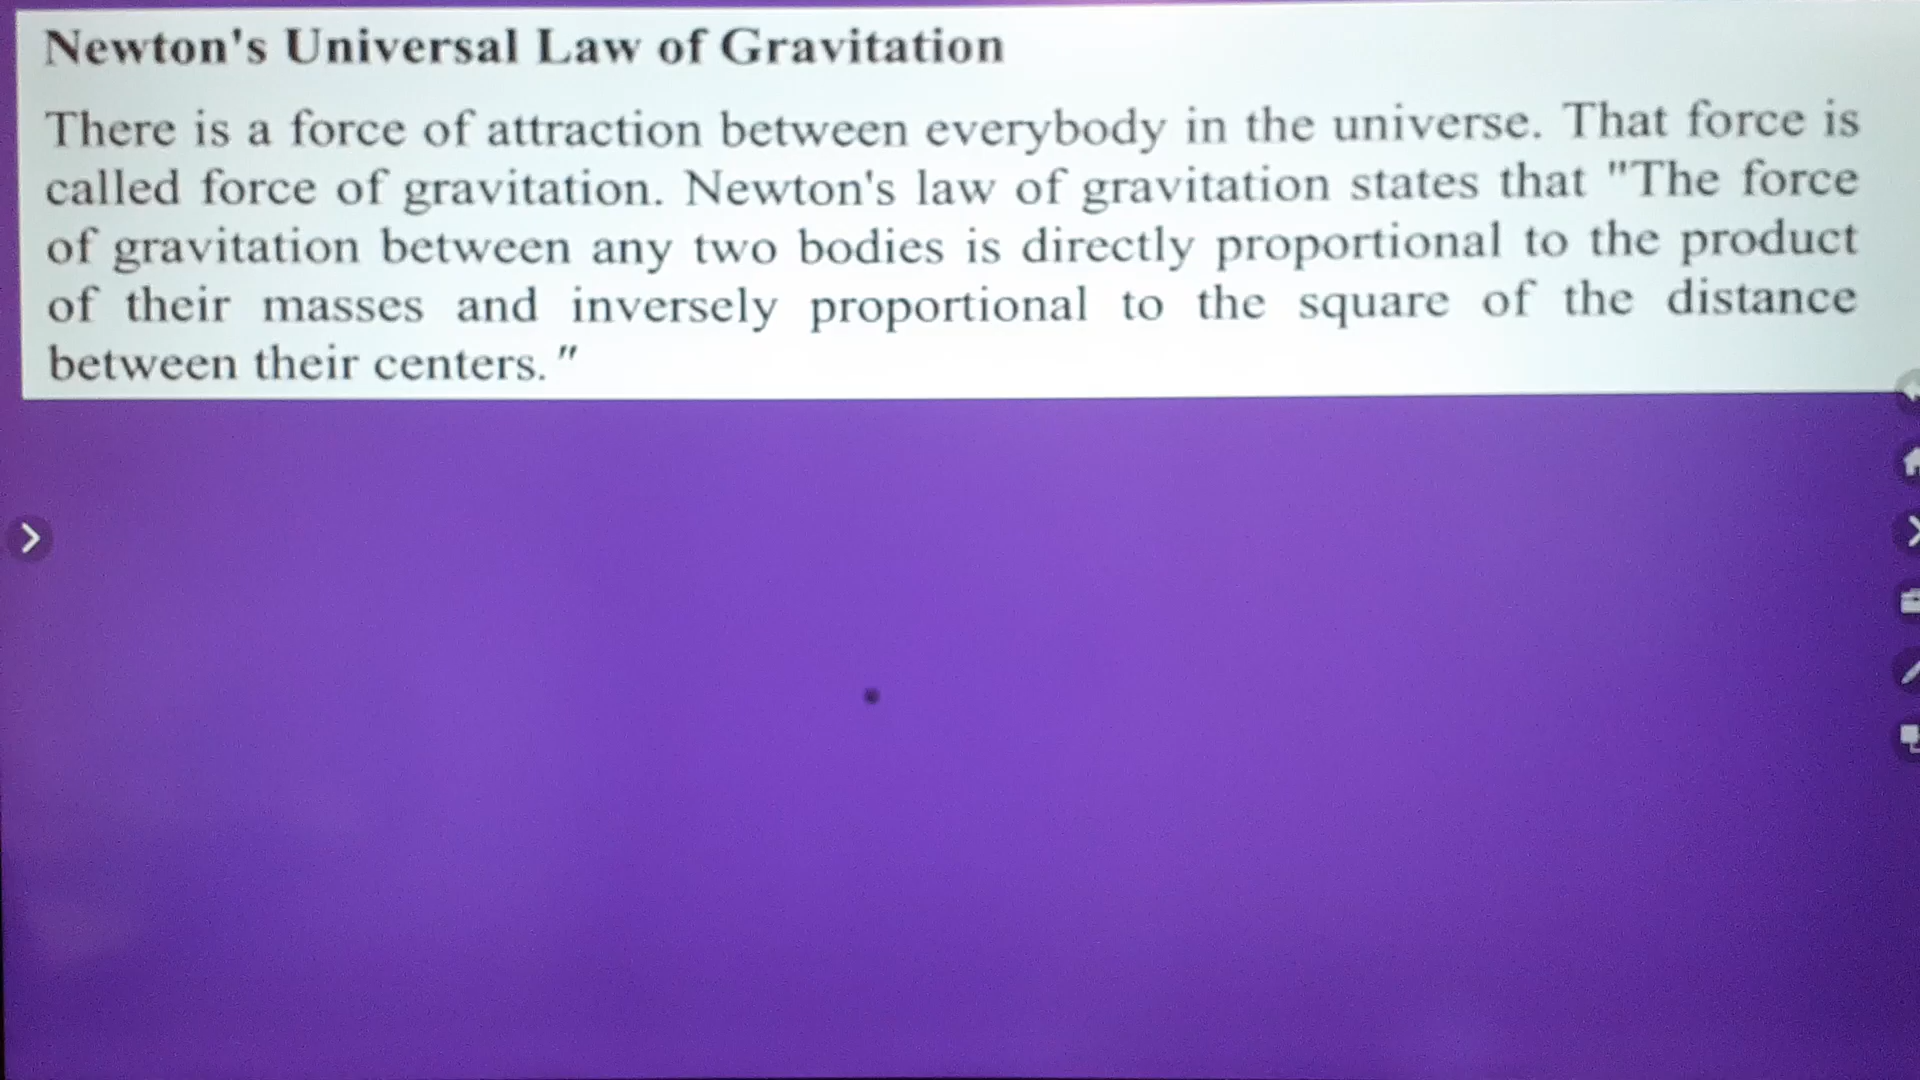 Newton's Universal Law of Gravitation
There is a force of attraction between everybody in the universe. That force is
called force of gravitation. Newton's law of gravitation states that "The force
of gravitation between any two bodies is directly proportional to the product
of their masses and inversely proportional to the square of the distance
between their centers. "